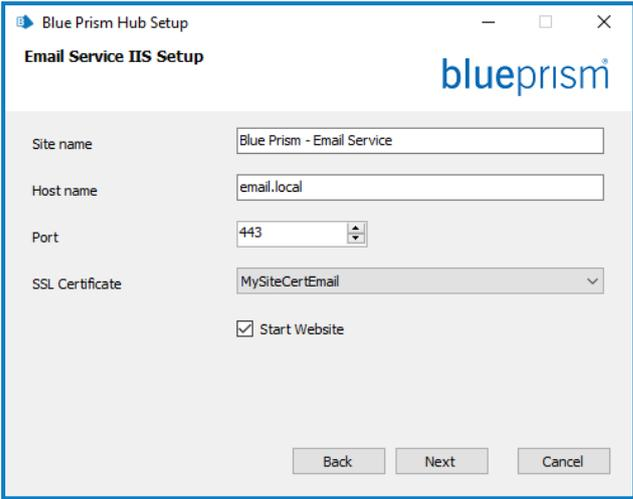 Blue Prism Hub Setup
Email Service IIS Setup
blueprism®
Site name
Blue Prism - Email Service
Host name
email.local
Port
443
SSL Certificate
MySiteCertEmail
Start Website
Back
Next
Cancel